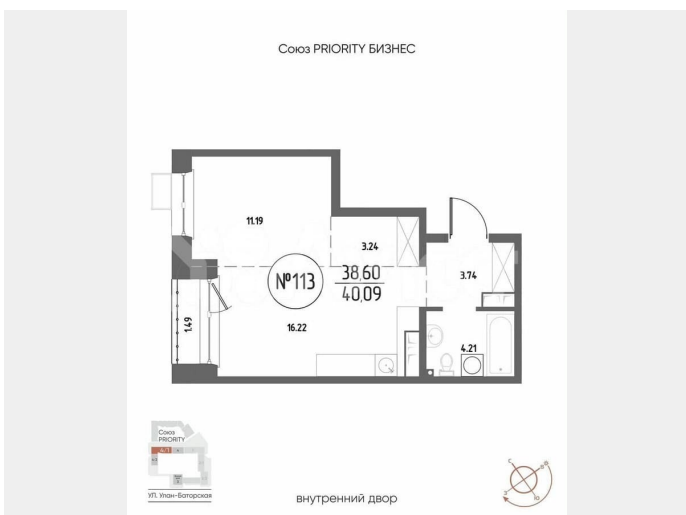 Союз PRIORITY БИЗНЕС
11.19
3.24
№113
38,60
40,09
3.74
1.49
16.22
4.21
Союз
PRIORITY
УЛ. Улан-Баторская
внутренний двор
С
В
З
Ю